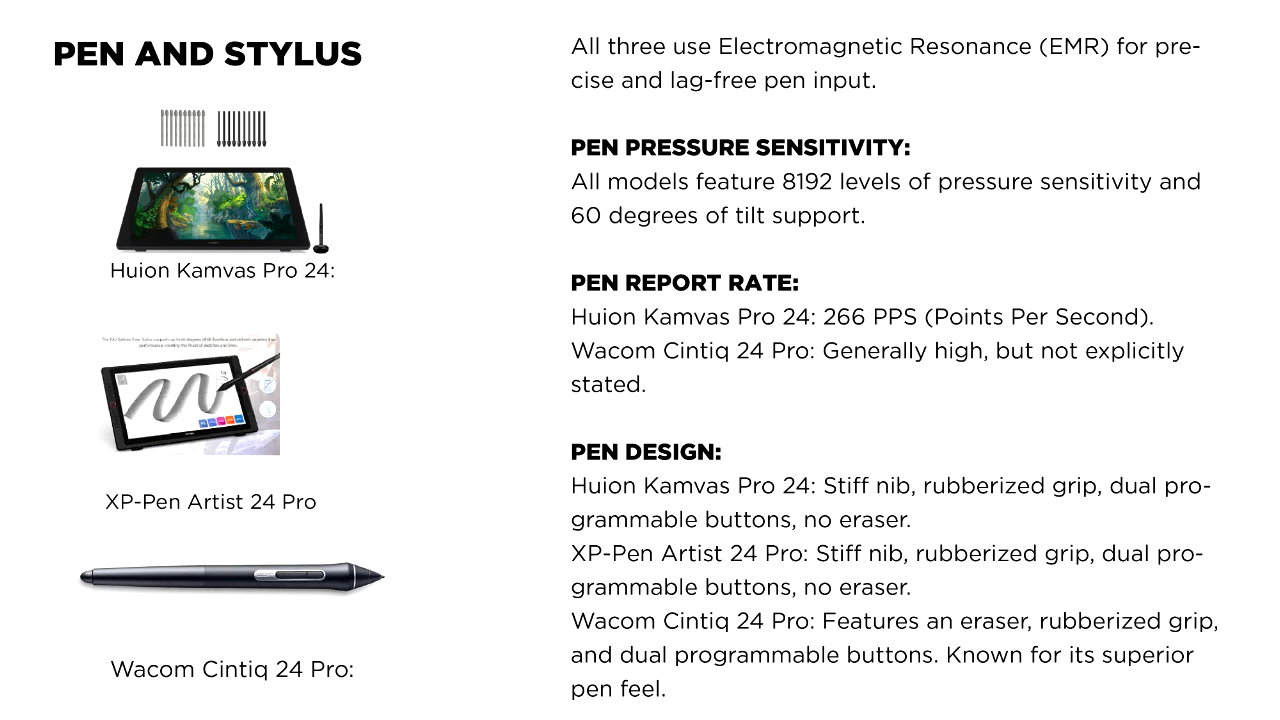 PEN AND STYLUS
Huion Kamvas Pro 24:
XP-Pen Artist 24 Pro
Wacom Cintiq 24 Pro:
All three use Electromagnetic Resonance (EMR) for pre-
cise and lag-free pen input.
PEN PRESSURE SENSITIVITY:
All models feature 8192 levels of pressure sensitivity and
60 degrees of tilt support.
PEN REPORT RATE:
Huion Kamvas Pro 24: 266 PPS (Points Per Second).
Wacom Cintiq 24 Pro: Generally high, but not explicitly
stated.
PEN DESIGN:
Huion Kamvas Pro 24: Stiff nib, rubberized grip, dual pro-
grammable buttons, no eraser.
XP-Pen Artist 24 Pro: Stiff nib, rubberized grip, dual pro-
grammable buttons, no eraser.
Wacom Cintiq 24 Pro: Features an eraser, rubberized grip,
and dual programmable buttons. Known for its superior
pen feel.